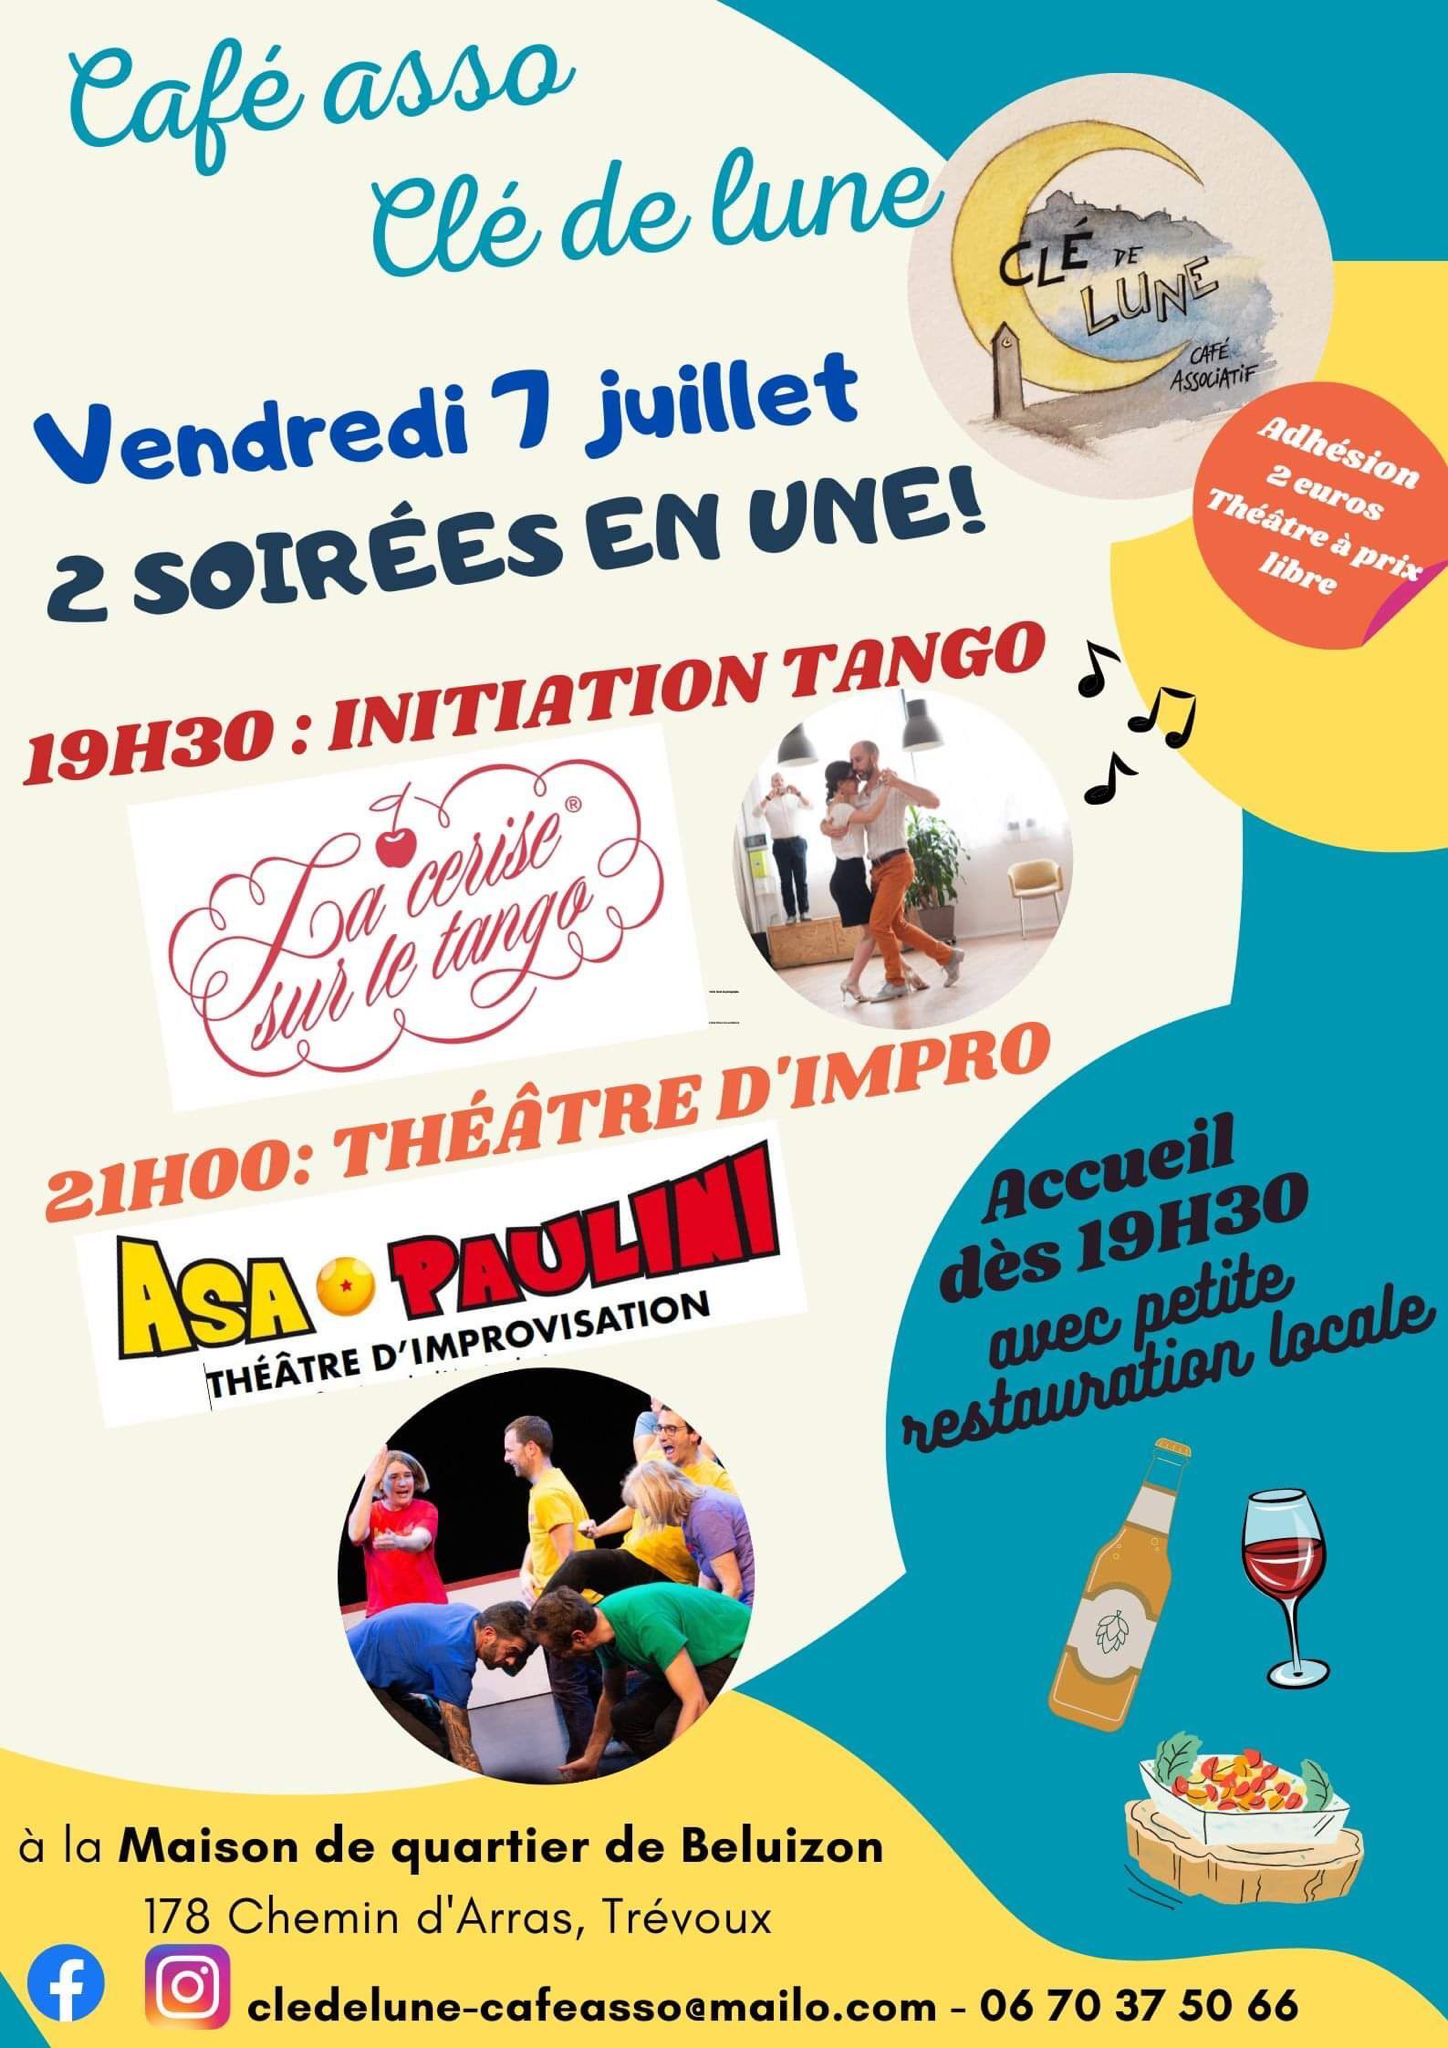 Café asso
Clé de lune
CLÉ DE
LUNE
CAFÉ
ASSOCIATIF
Vendredi 7 juillet
2 SOIRÉES EN UNE!
Adhésion
2 euros
Théâtre à prix
libre
19H30 : INITIATION TANGO
La cerise®
sur le tango
21H00: THÉÂTRE D'IMPRO
ASA PAULINI
THÉÂTRE D'IMPROVISATION
Accueil
dès 19H30
avec petite
restauration locale
à la Maison de quartier de Beluizon
178 Chemin d'Arras, Trévoux
cledelune-cafeasso@mailo.com - 06 70 37 50 66